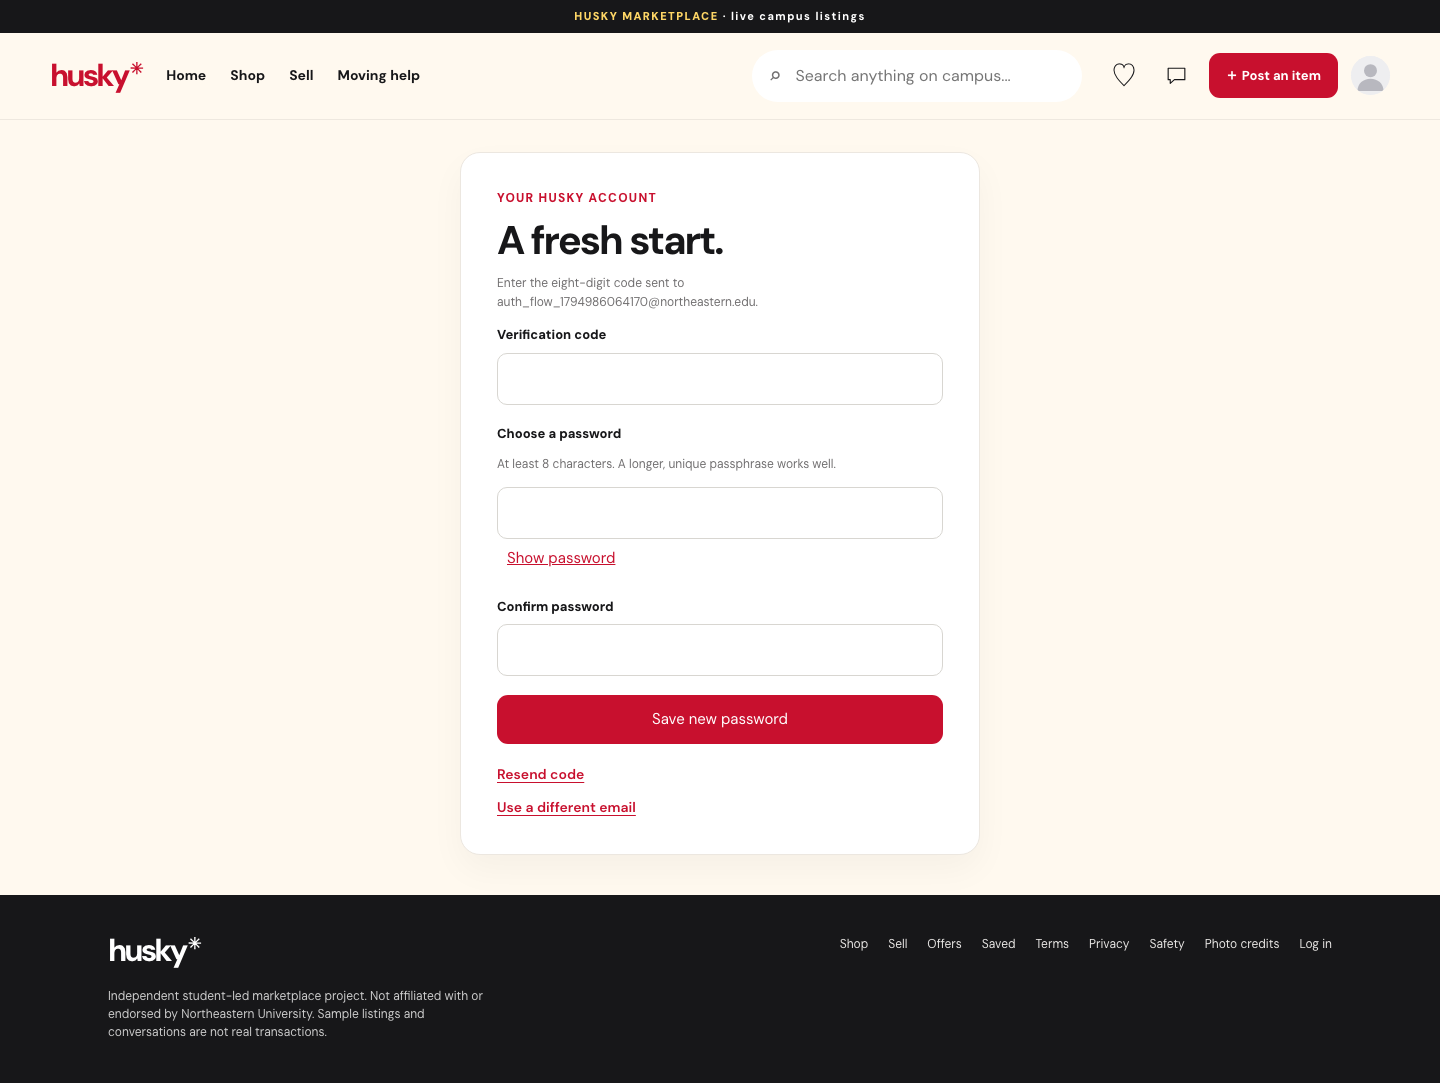 HUSKY MARKETPLACE · live campus listings
husky*
Home
Shop
Sell
Moving help
Search anything on campus...
+ Post an item
YOUR HUSKY ACCOUNT
A fresh start.
Enter the eight-digit code sent to
auth_flow_1794986064170@northeastern.edu.
Verification code
Choose a password
At least 8 characters. A longer, unique passphrase works well.
Show password
Confirm password
Save new password
Resend code
Use a different email
husky*
Shop
Sell
Offers
Saved
Terms
Privacy
Safety
Photo credits
Log in
Independent student-led marketplace project. Not affiliated with or
endorsed by Northeastern University. Sample listings and
conversations are not real transactions.